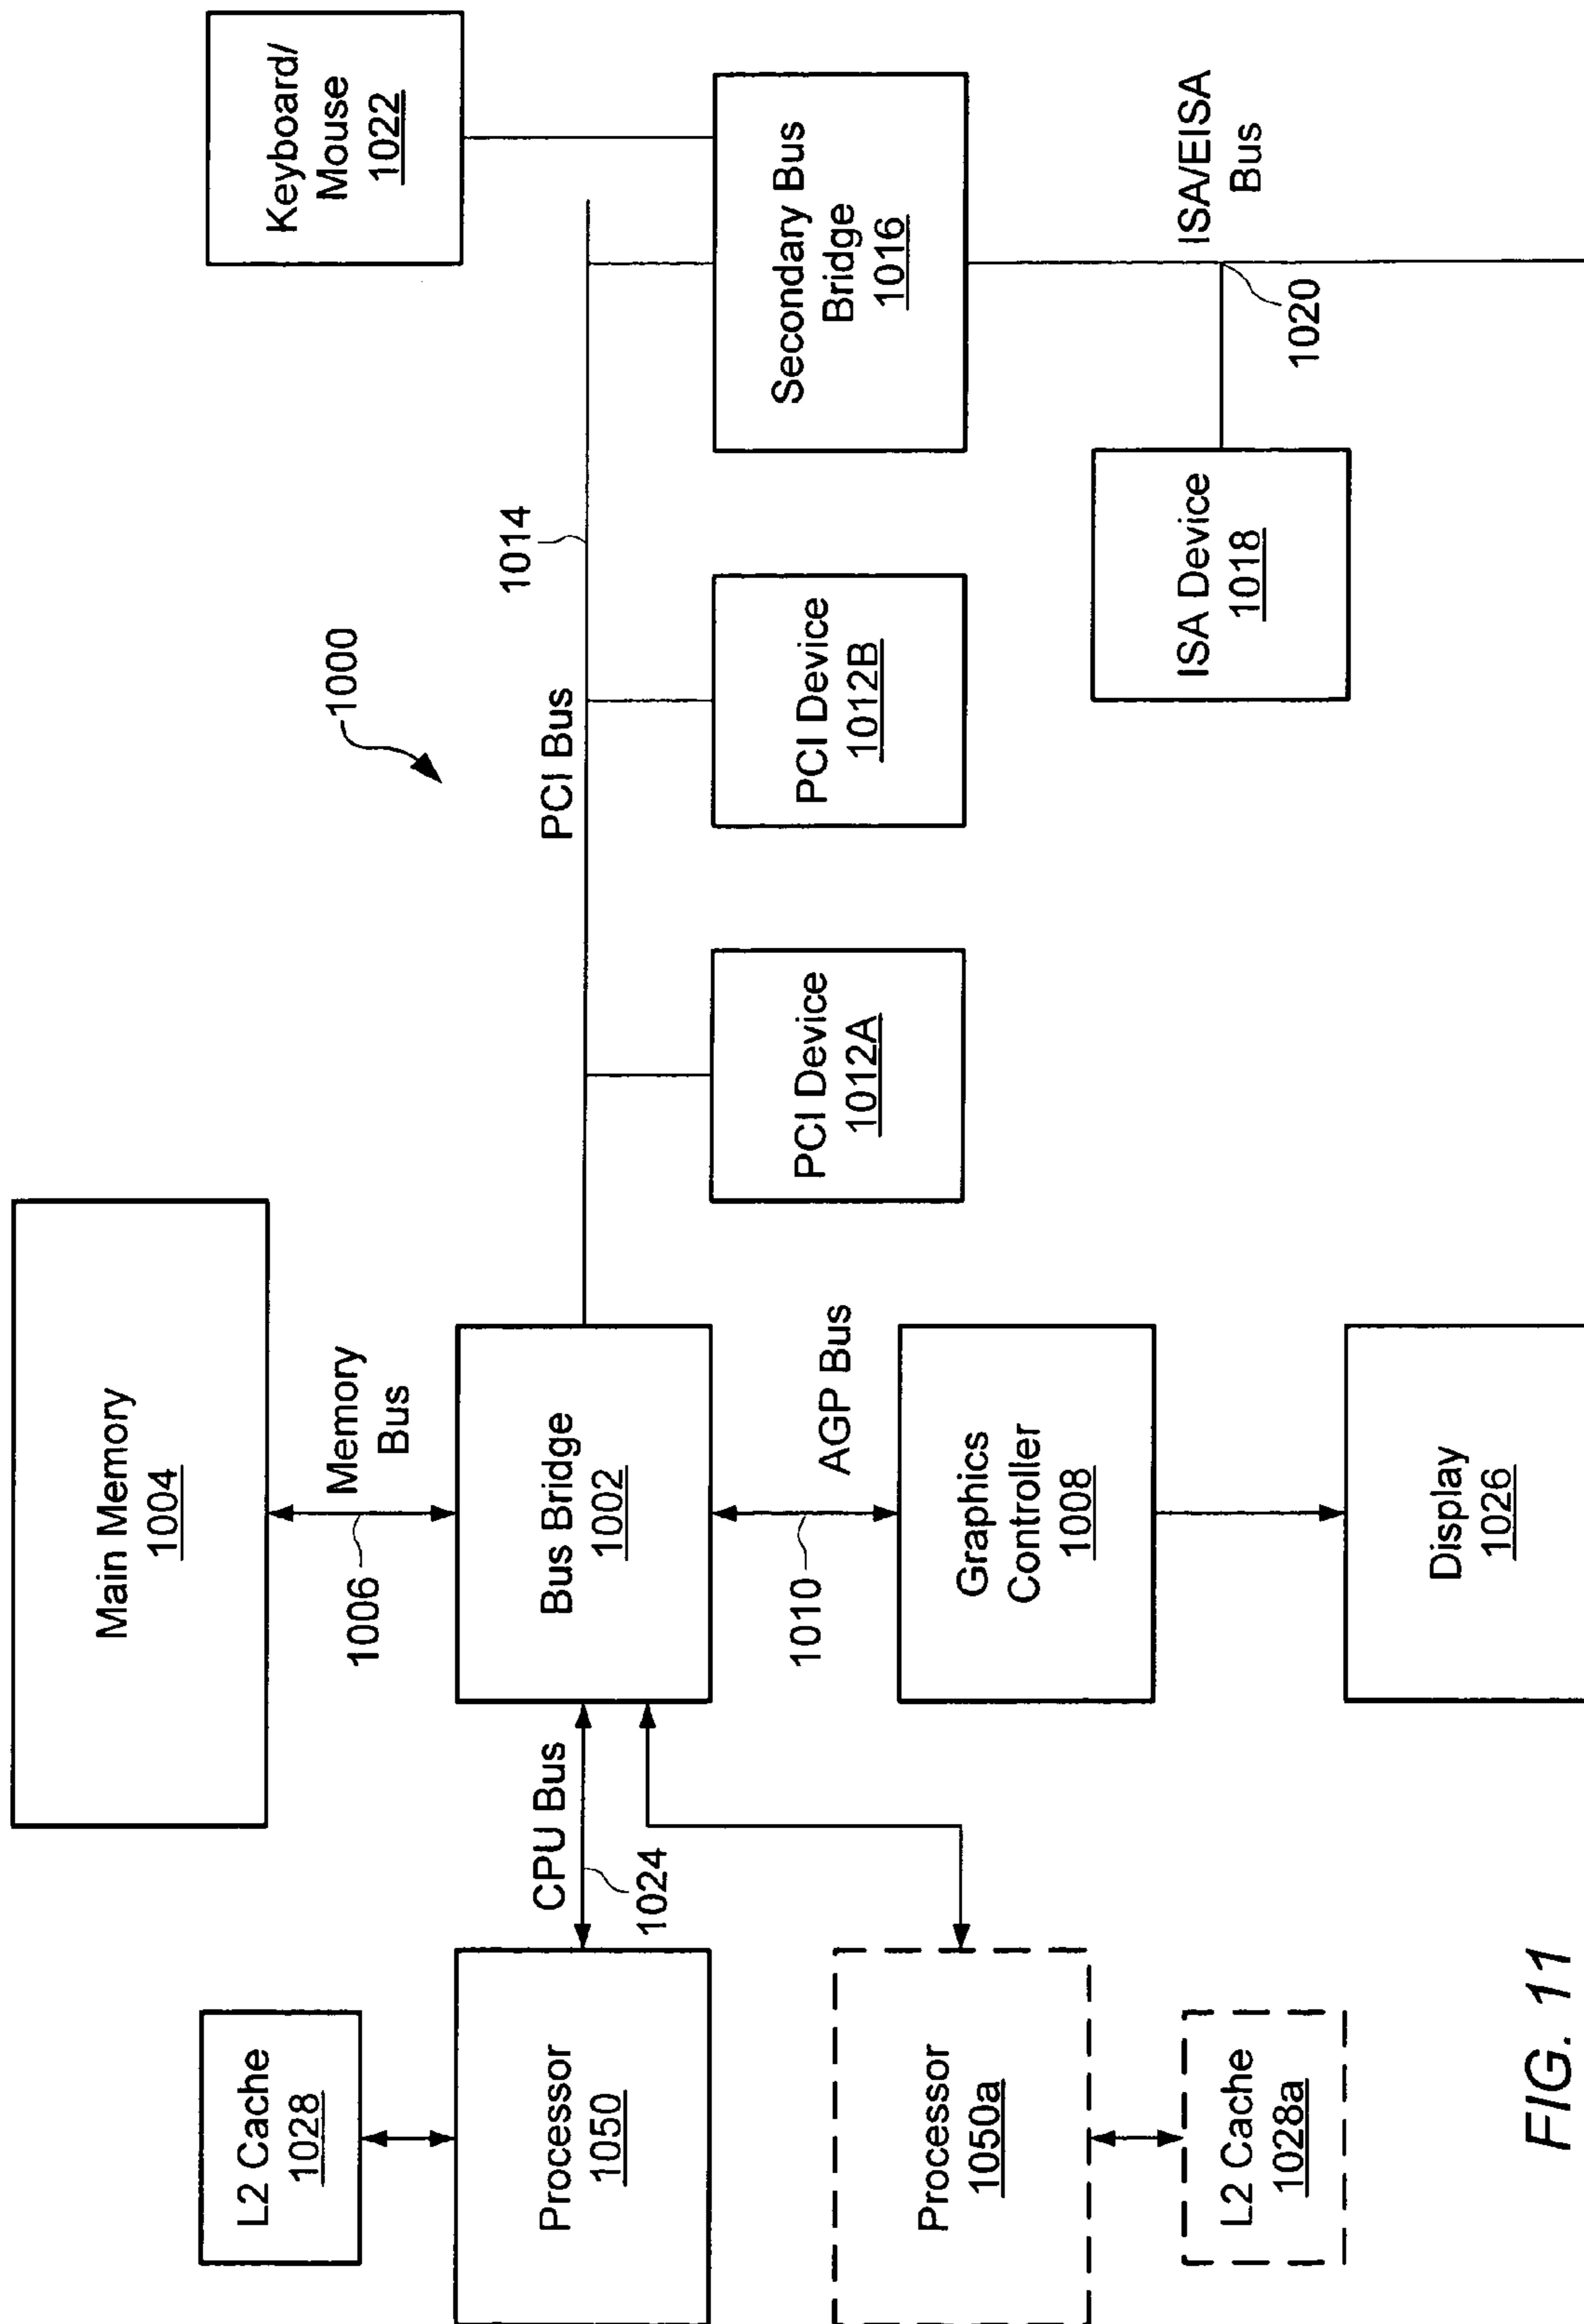 Main Memory
1004
Keyboard/
Mouse
1022
L2 Cache
1028
1006
Memory
Bus
1000
Processor
1050
CPU Bus
1024
Bus Bridge
1002
PCI Bus
1014
1010
AGP Bus
PCI Device
1012A
PCI Device
1012B
Secondary Bus
Bridge
1016
Processor
1050a
Graphics
Controller
1008
L2 Cache
1028a
ISA Device
1018
1020
ISA/EISA
Bus
Display
1026
FIG. 11